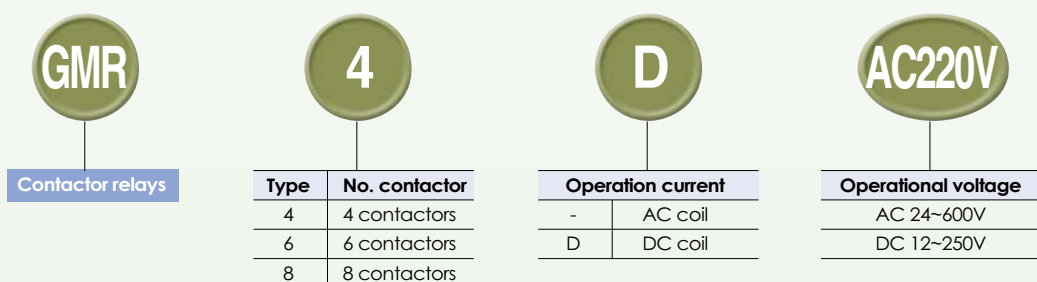 GMR 4 D AC220V
Contactor relays
Type No. contactor
4 4 contactors
6 6 contactors
8 8 contactors
Operation current
- AC coil
D DC coil
Operational voltage
AC 24~600V
DC 12~250V